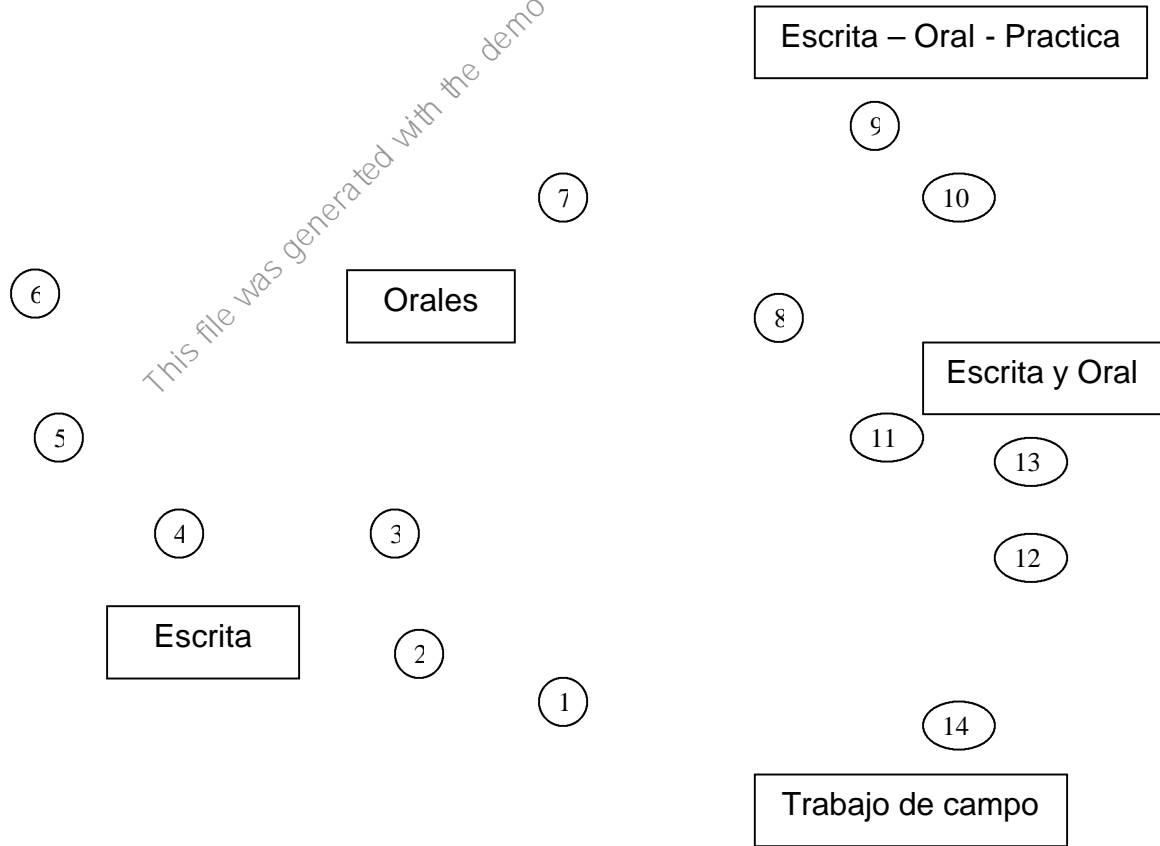 Escrita – Oral - Practica
9
7
10
6
Orales
8
This file was generated with the demo
Escrita y Oral
5
11
13
4
3
12
Escrita
2
1
14
Trabajo de campo